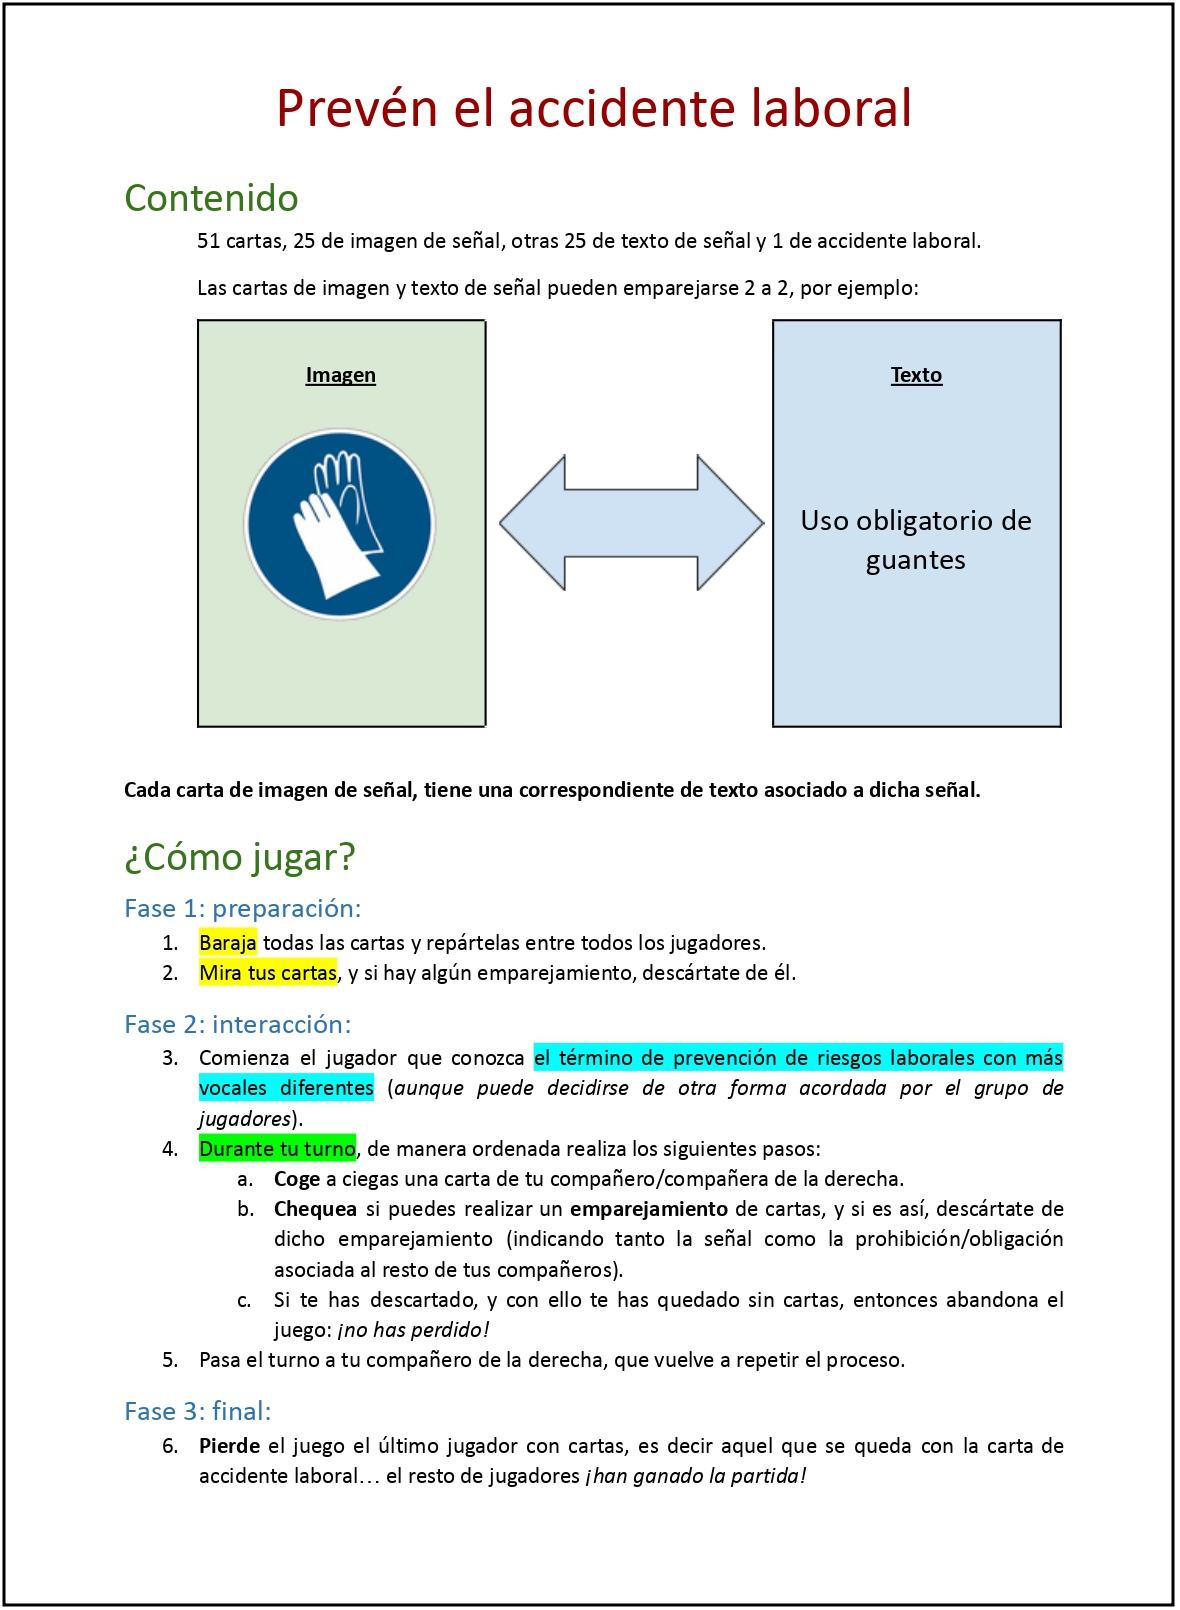 Prevén el accidente laboral
Contenido
51 cartas, 25 de imagen de señal, otras 25 de texto de señal y 1 de accidente laboral.
Las cartas de imagen y texto de señal pueden emparejarse 2 a 2, por ejemplo:
Imagen
Texto
Uso obligatorio de
guantes
Cada carta de imagen de señal, tiene una correspondiente de texto asociado a dicha señal.
¿Cómo jugar?
Fase 1: preparación:
1. Baraja todas las cartas y repártelas entre todos los jugadores.
2. Mira tus cartas, y si hay algún emparejamiento, descártate de él.
Fase 2: interacción:
3. Comienza el jugador que conozca el término de prevención de riesgos laborales con más
vocales diferentes (aunque puede decidirse de otra forma acordada por el grupo de
jugadores).
4. Durante tu turno, de manera ordenada realiza los siguientes pasos:
a. Coge a ciegas una carta de tu compañero/compañera de la derecha.
b. Chequea si puedes realizar un emparejamiento de cartas, y si es así, descártate de
dicho emparejamiento (indicando tanto la señal como la prohibición/obligación
asociada al resto de tus compañeros).
c. Si te has descartado, y con ello te has quedado sin cartas, entonces abandona el
juego: ¡no has perdido!
5. Pasa el turno a tu compañero de la derecha, que vuelve a repetir el proceso.
Fase 3: final:
6. Pierde el juego el último jugador con cartas, es decir aquel que se queda con la carta de
accidente laboral... el resto de jugadores ¡han ganado la partida!